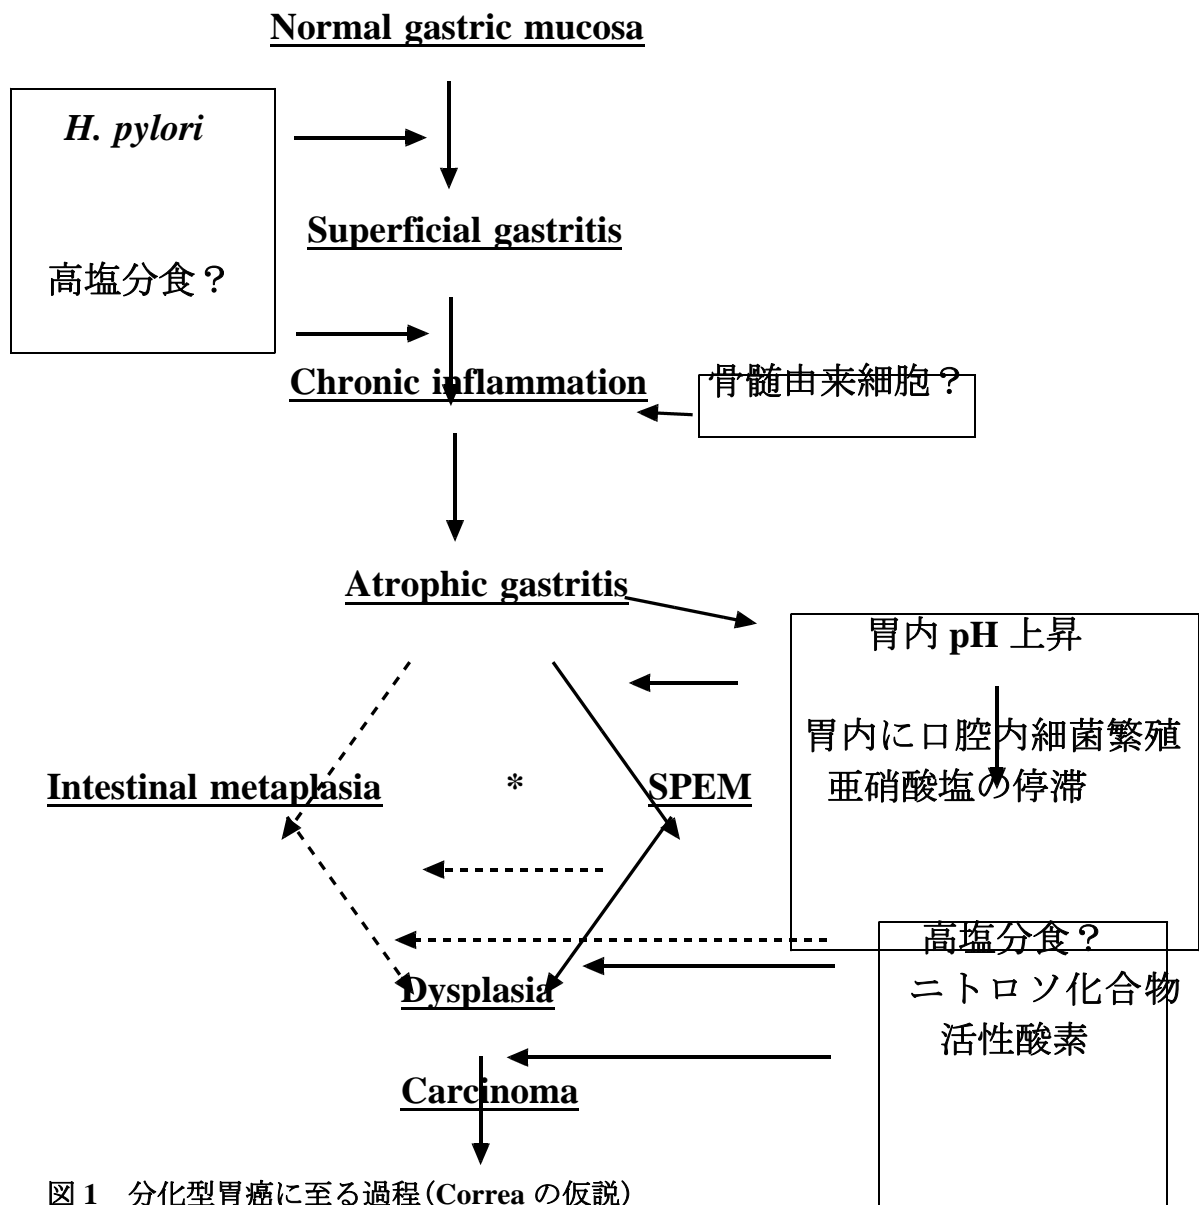 Normal gastric mucosa
H. pylori
Superficial gastritis
高塩分食？
Chronic inflammation
骨髄由来細胞？
Atrophic gastritis
胃内 pH 上昇
胃内に口腔内細菌繁殖
Intestinal metaplasia * SPEM
亜硝酸塩の停滞
高塩分食？
Dysplasia
ニトロソ化合物
活性酸素
Carcinoma
図 1 分化型胃癌に至る過程(Correa の仮説)